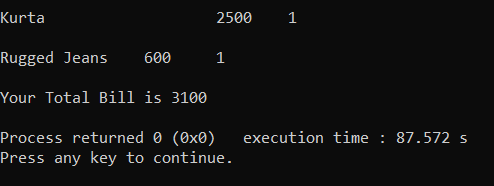 Kurta 2500 1
Rugged Jeans 600 1
Your Total Bill is 3100
Process returned 0 (0x0) execution time : 87.572 s
Press any key to continue.